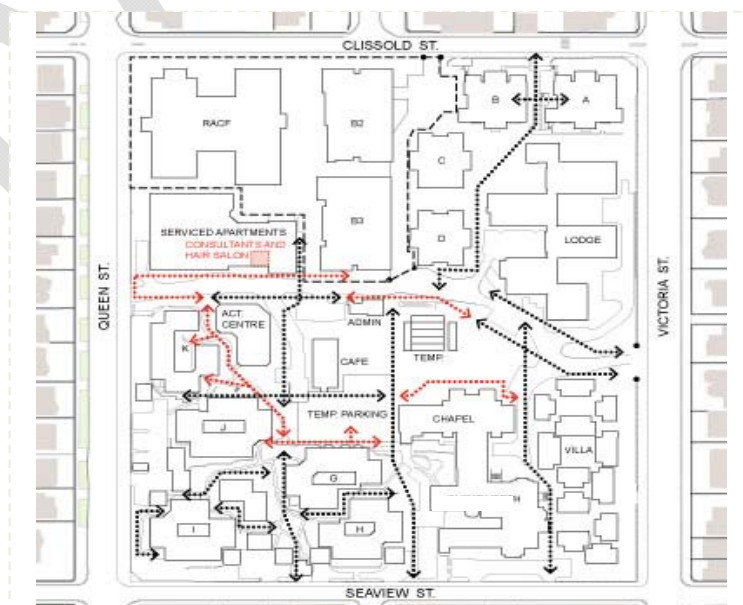 CLISSOLD ST.
B
A
RACF
B2
C
B3
D
LODGE
SERVICED APARTMENTS
CONSULTANTS AND
HAIR SALON
QUEEN ST.
VICTORIA ST.
ACT.
CENTRE
ADMIN
K
TEMP.
CAFE
TEMP. PARKING
CHAPEL
J
VILLA
G
I
H
SEAVIEW ST.